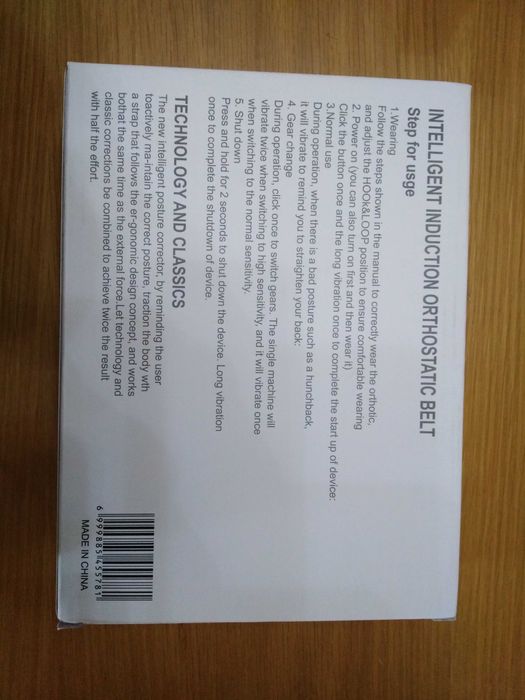 INTELLIGENT INDUCTION ORTHOSTATIC BELT
Step for usge
1.Wearing
Follow the steps shown in the manual to correctly wear the orthotic,
and adjust the HOOK&LOOP position to ensure comfortable wearing
2. Power on (you can also turn on first and then wear it)
Click the button once and the long vibration once to complete the start up of device:
3.Normal use
During operation, when there is a bad posture such as a hunchback,
it will vibrate to remind you to straighten your back:
4. Gear change
During operation, click once to switch gears. The single machine will
vibrate twice when switching to high sensitivity, and it will vibrate once
when switching to the normal sensitivity.
5. Shut down
Press and hold for 2 seconds to shut down the device. Long vibration
once to complete the shutdown of device.
TECHNOLOGY AND CLASSICS
The new intelligent posture corrector, by reminding the user
toactively ma-intain the correct posture, traction the body wth
a strap that follows the er-gonomic design concept, and works
bothat the same time as the external force.Let technology and
classic corrections be combined to achieve twice the result
with half the effort.
6 999885 455781
MADE IN CHINA